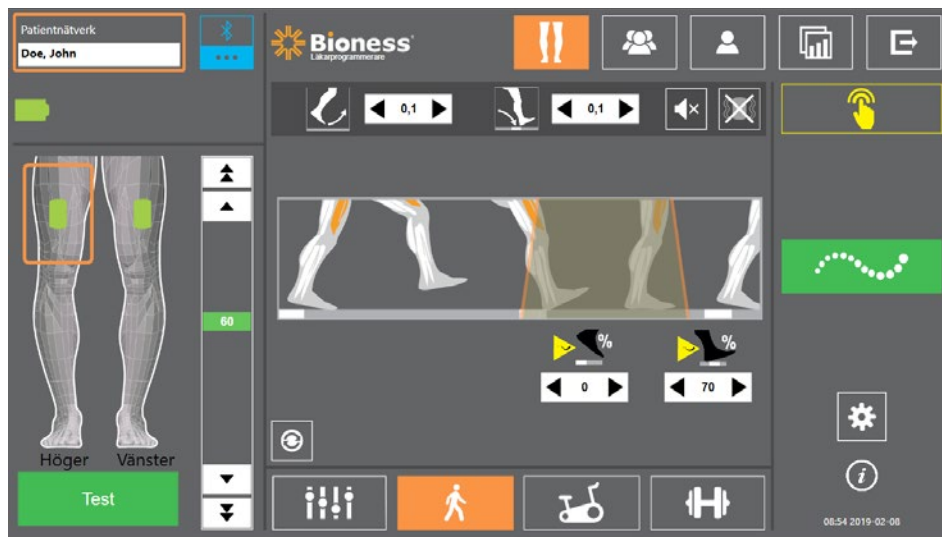 Patientnätverk
Doe, John
Bioness
Läkarprogrammerare
0,1
0,1
60
%
%
0
70
Höger
Vänster
Test
i
08:54 2019-02-08